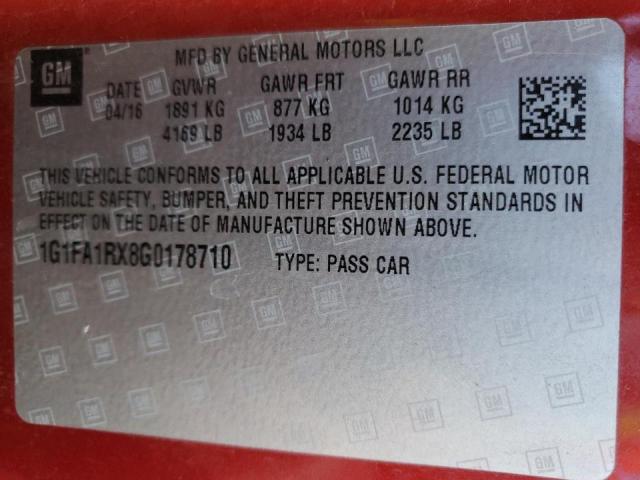 GM
MFD BY GENERAL MOTORS LLC
DATE GVWR GAWR FRT GAWR RR
04/16 1891 KG 877 KG 1014 KG
4169 LB 1934 LB 2235 LB
THIS VEHICLE CONFORMS TO ALL APPLICABLE U.S. FEDERAL MOTOR
VEHICLE SAFETY, BUMPER, AND THEFT PREVENTION STANDARDS IN
EFFECT ON THE DATE OF MANUFACTURE SHOWN ABOVE.
1G1FA1RX8G0178710 TYPE: PASS CAR